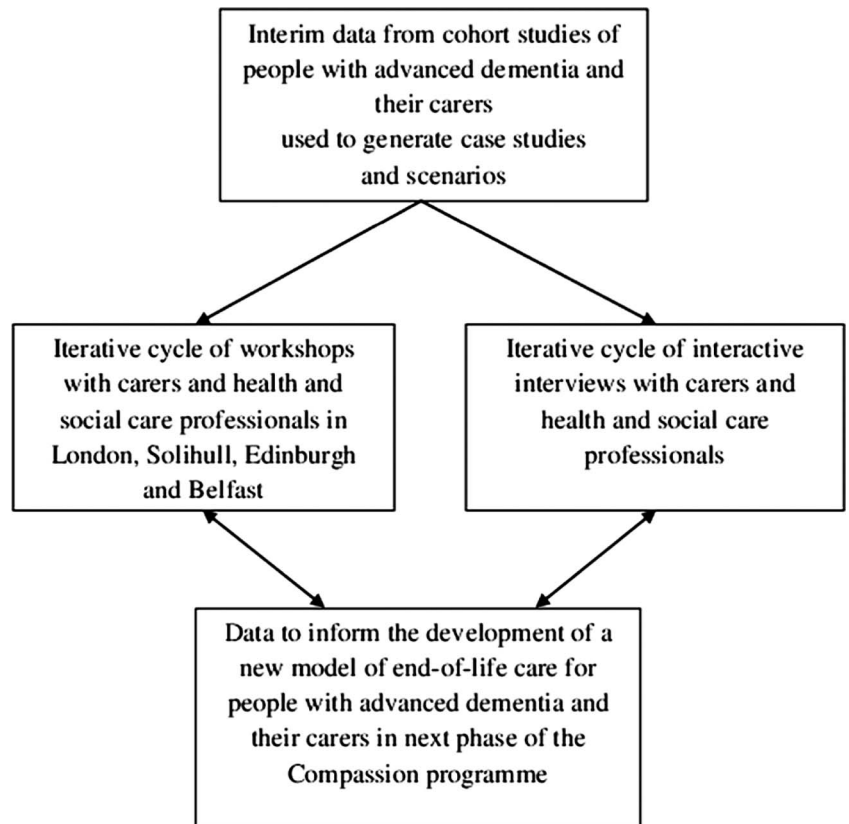 Interim data from cohort studies of
people with advanced dementia and
their carers
used to generate case studies
and scenarios
Iterative cycle of workshops
with carers and health and
social care professionals in
London, Solihull, Edinburgh
and Belfast
Iterative cycle of interactive
interviews with carers and
health and social care
professionals
Data to inform the development of a
new model of end-of-life care for
people with advanced dementia and
their carers in next phase of the
Compassion programme